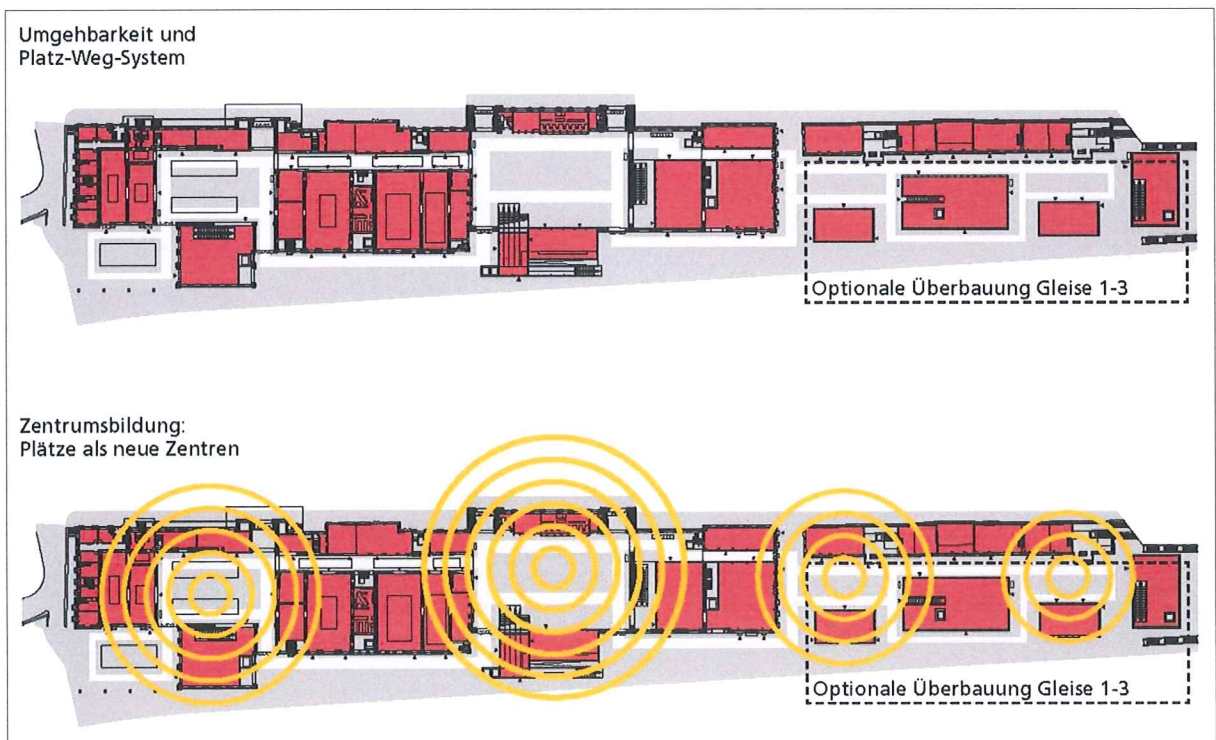 Umgehbarkeit und
Platz-Weg-System
Optionale Überbauung Gleise 1-3
Zentrumsbildung:
Plätze als neue Zentren
Optionale Überbauung Gleise 1-3